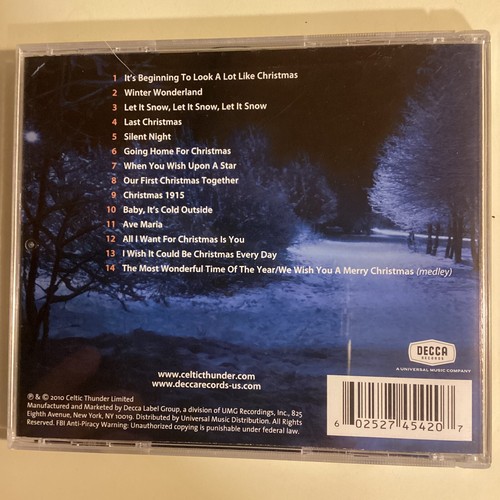 1 It's Beginning To Look A Lot Like Christmas
2 Winter Wonderland
3 Let It Snow, Let It Snow, Let It Snow
4 Last Christmas
5 Silent Night
6 Going Home For Christmas
7 When You Wish Upon A Star
8 Our First Christmas Together
9 Christmas 1915
10 Baby, It's Cold Outside
11 Ave Maria
12 All I Want For Christmas Is You
13 I Wish It Could Be Christmas Every Day
14 The Most Wonderful Time Of The Year/We Wish You A Merry Christmas (medley)
DECCA
RECORDS
A UNIVERSAL MUSIC COMPANY
www.celticthunder.com
www.deccarecords-us.com
℗ & © 2010 Celtic Thunder Limited
Manufactured and Marketed by Decca Label Group, a division of UMG Recordings, Inc., 825
Eighth Avenue, New York, NY 10019. Distributed by Universal Music Distribution. All Rights
Reserved. FBI Anti-Piracy Warning: Unauthorized copying is punishable under federal law.
6 02527 45420 7